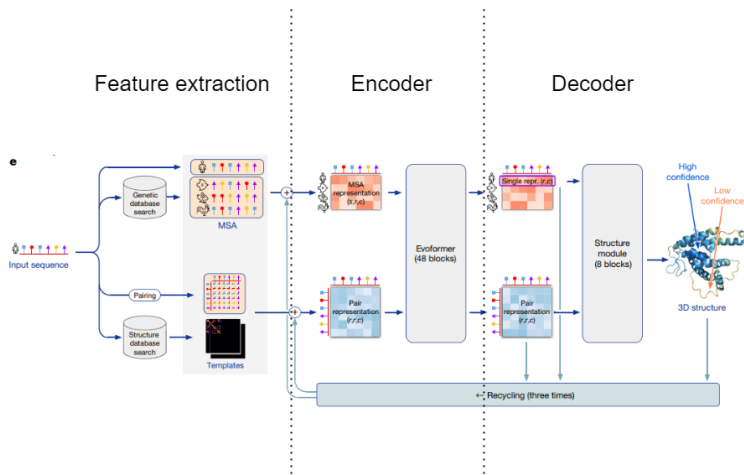 Feature extraction
Encoder
Decoder
e
Genetic
database
search
MSA
Input sequence
Pairing
Structure
database
search
Templates
+
+
MSA
representation
(s,r,c)
Pair
representation
(r,r,c)
Evoformer
(48 blocks)
Single repr. (r,c)
Pair
representation
(r,r,c)
Structure
module
(8 blocks)
High
confidence
Low
confidence
3D structure
← Recycling (three times)